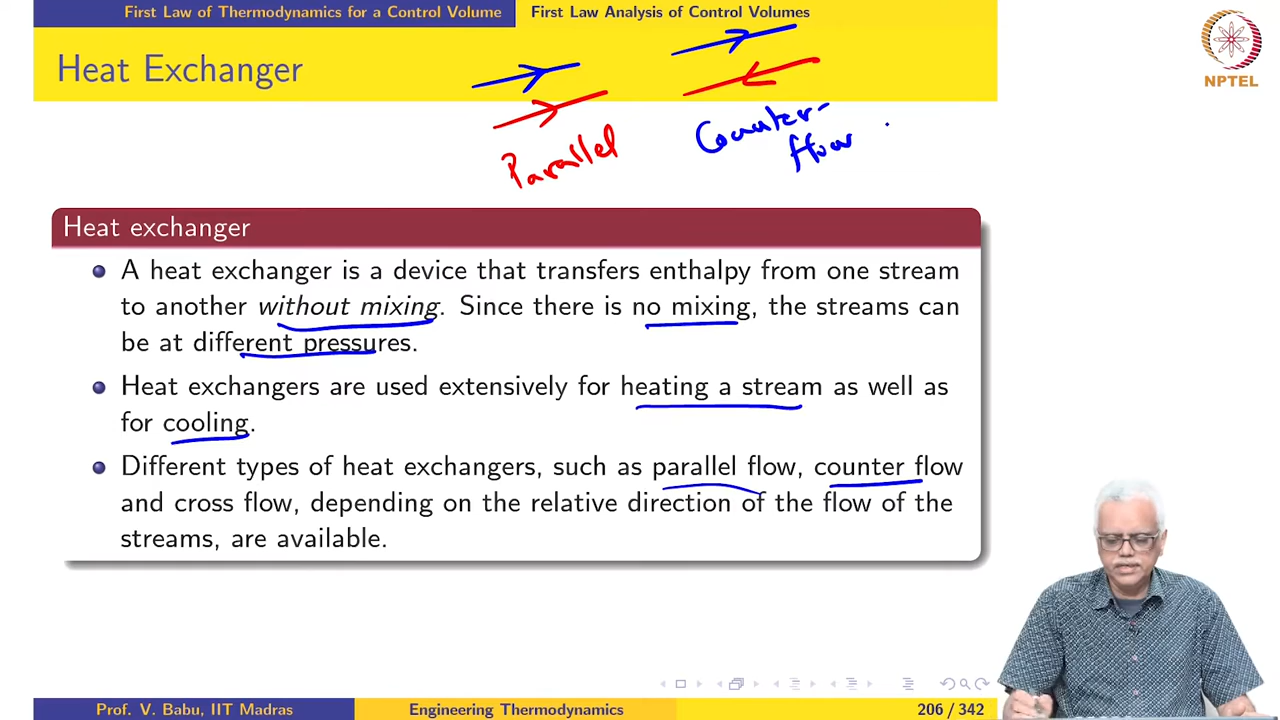 First Law of Thermodynamics for a Control Volume First Law Analysis of Control Volumes
Heat Exchanger
NPTEL
Parallel
Counter-
flow
Heat exchanger
A heat exchanger is a device that transfers enthalpy from one stream
to another without mixing. Since there is no mixing, the streams can
be at different pressures.
Heat exchangers are used extensively for heating a stream as well as
for cooling.
Different types of heat exchangers, such as parallel flow, counter flow
and cross flow, depending on the relative direction of the flow of the
streams, are available.
Prof. V. Babu, IIT Madras Engineering Thermodynamics 206 / 342